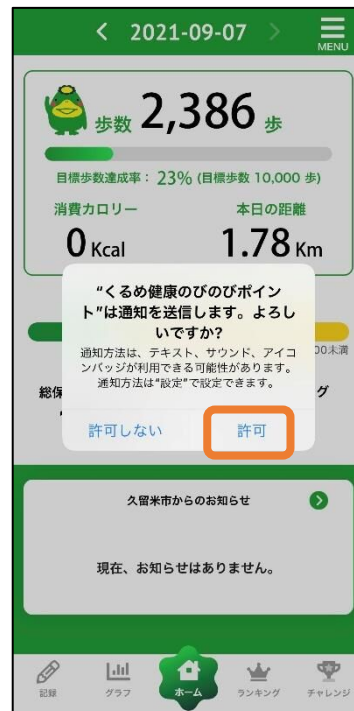 < 2021-09-07 >
MENU
歩数 2,386 歩
目標歩数達成率： 23% (目標歩数 10,000 歩)
消費カロリー 本日の距離
0 Kcal 1.78 Km
“くるめ健康のびのびポイン
ト”は通知を送信します。よろし
いですか?
通知方法は、テキスト、サウンド、アイコ
ンバッジが利用できる可能性があります。
通知方法は“設定”で設定できます。
00未満
総保
グ
許可しない 許可
久留米市からのお知らせ
現在、お知らせはありません。
記録 グラフ ホーム ランキング チャレンジ